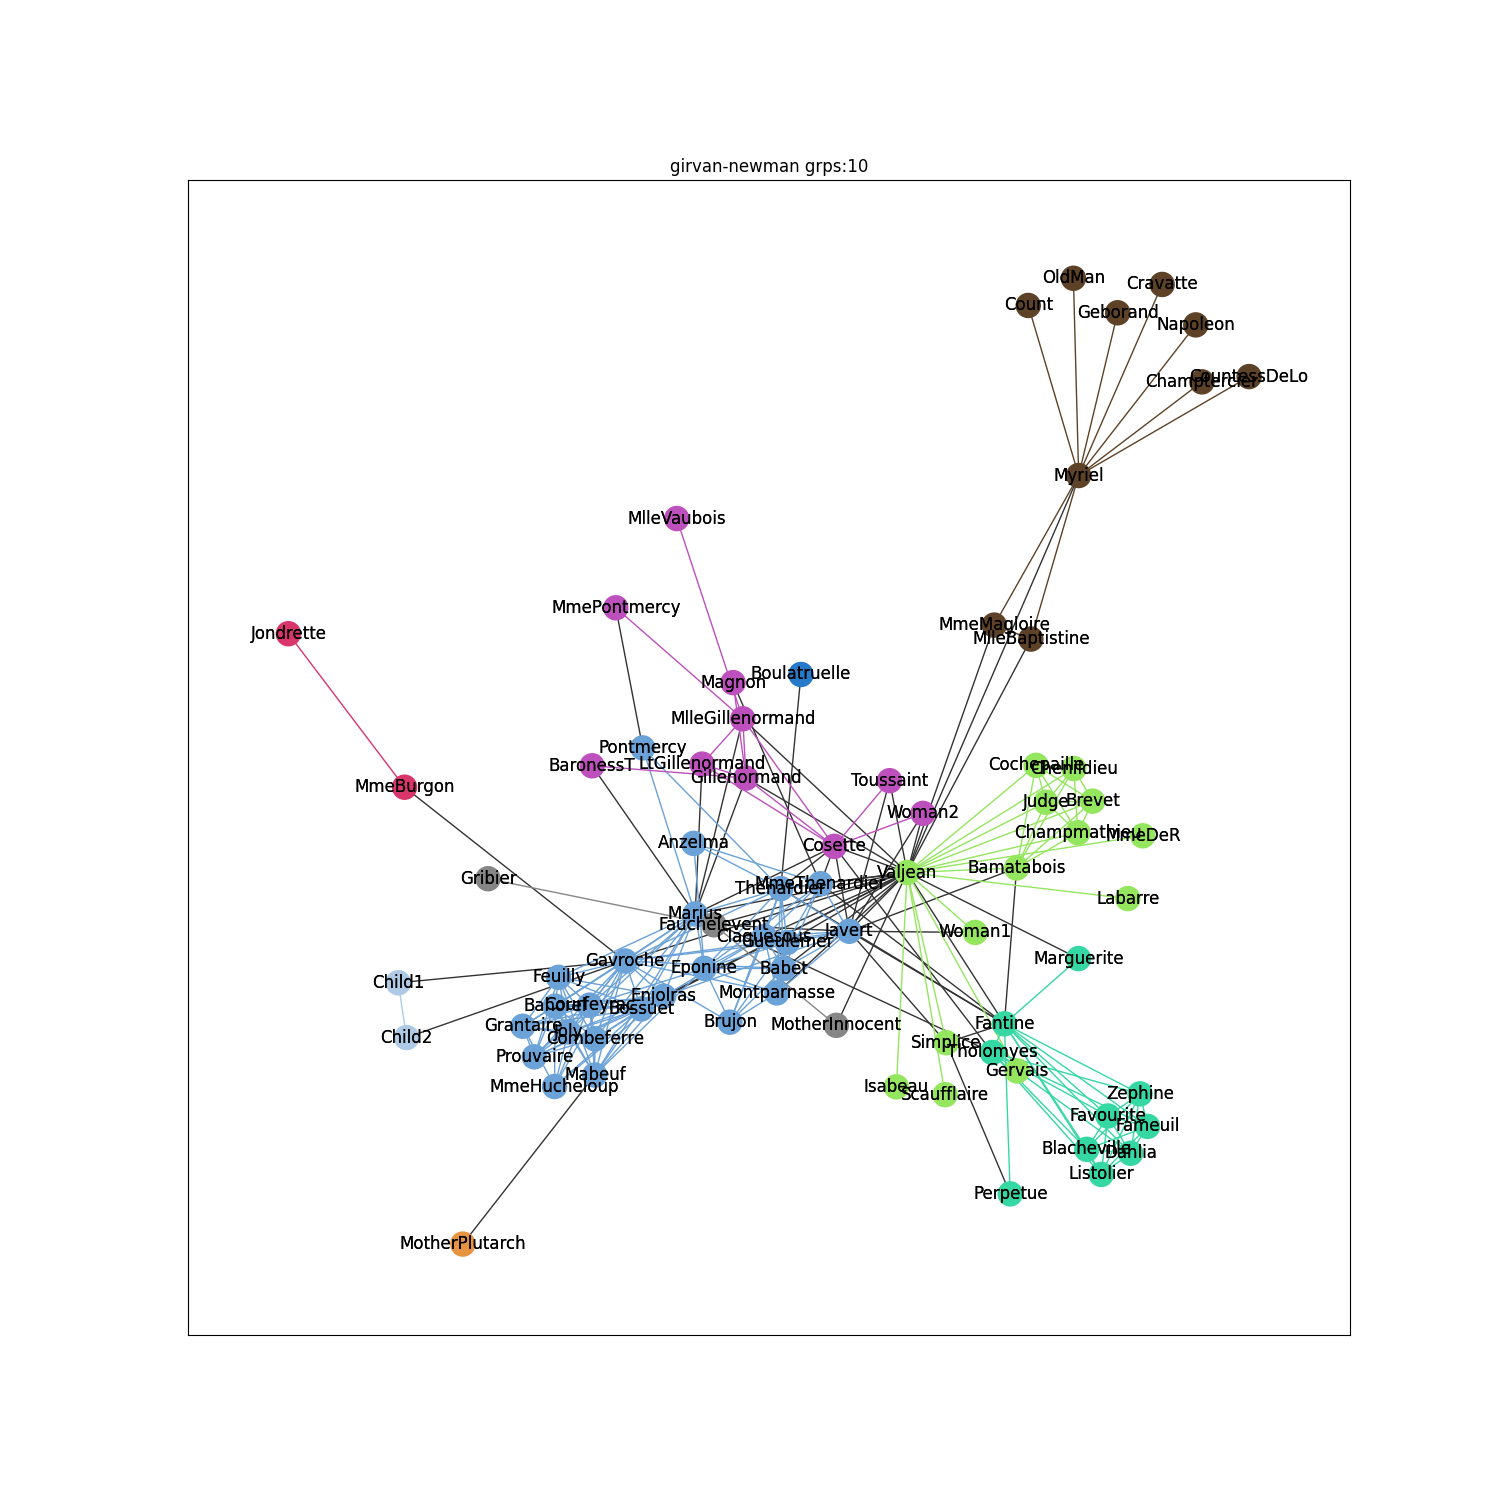 girvan-newman grps:10
OldMan
Cravatte
Count
Geborand
Napoleon
CountessDeLo
Champtercier
Myriel
MlleVaubois
MmePontmercy
MmeMagloire
Jondrette
MlleBaptistine
Boulatruelle
Magnon
MlleGillenormand
Pontmercy
BaronessT
LtGillenormand
Cochepaille
Chenildieu
Gillenormand
Toussaint
MmeBurgon
Judge
Brevet
Woman2
Champmathieu
MmeDeR
Anzelma
Cosette
Bamatabois
Valjean
Gribier
MmeThenardier
Thenardier
Labarre
Marius
Fauchelevent
Javert
Woman1
Claquesous
Gueulemer
Marguerite
Gavroche
Eponine
Babet
Feuilly
Child1
Montparnasse
Enjolras
Bahorel
Courfeyrac
Bossuet
Brujon
MotherInnocent
Fantine
Grantaire
Joly
Child2
Combeferre
Simplice
Tholomyes
Prouvaire
Gervais
Mabeuf
MmeHucheloup
Isabeau
Scaufflaire
Zephine
Favourite
Fameuil
Blacheville
Dahlia
Listolier
Perpetue
MotherPlutarch